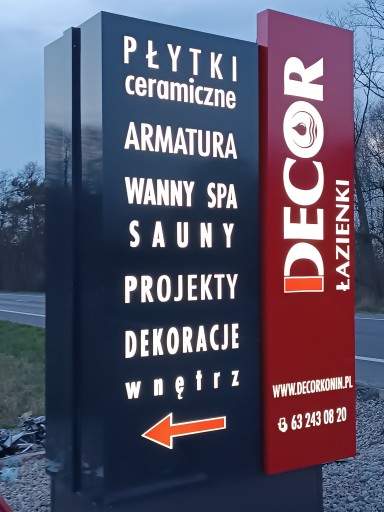 PŁYTKI
ceramiczne
ARMATURA
WANNY SPA
SAUNY
PROJEKTY
DEKORACJE
wnętrz
DECOR
ŁAZIENKI
WWW.DECORKONIN.PL
63 243 08 20